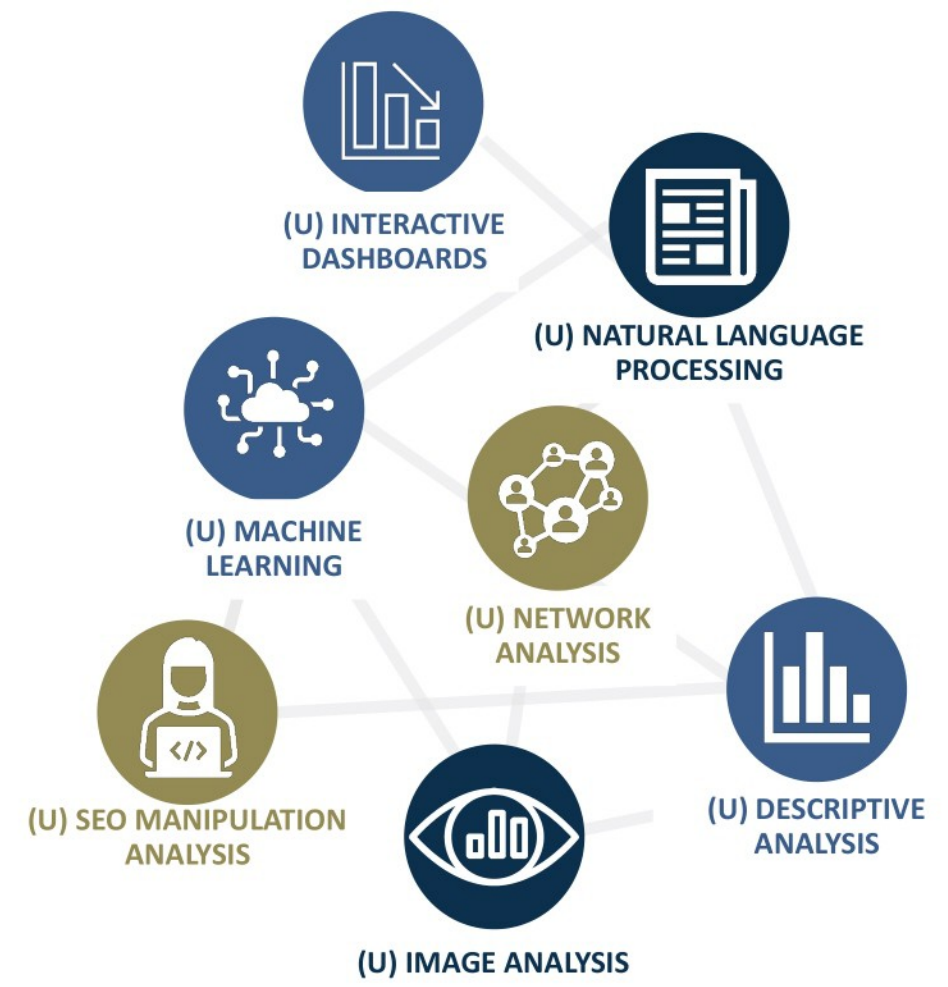 (U) INTERACTIVE
DASHBOARDS
(U) NATURAL LANGUAGE
PROCESSING
(U) MACHINE
LEARNING
(U) NETWORK
ANALYSIS
</>
(U) SEO MANIPULATION
ANALYSIS
(U) DESCRIPTIVE
ANALYSIS
(U) IMAGE ANALYSIS